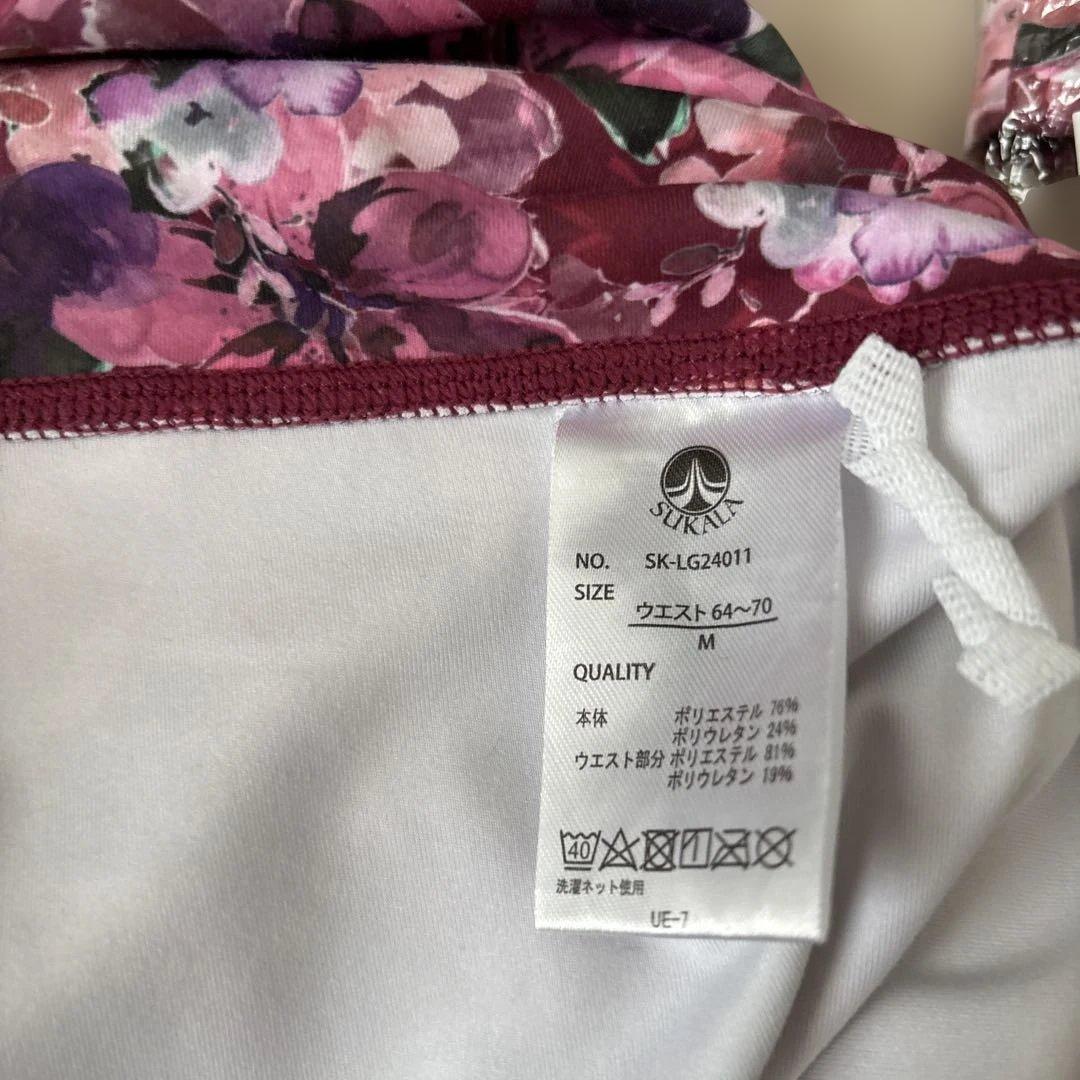 SUKALA
NO. SK-LG24011
SIZE
ウエスト 64〜70
M
QUALITY
本体 ポリエステル 76%
ポリウレタン 24%
ウエスト部分 ポリエステル 81%
ポリウレタン 19%
40
洗濯ネット使用
UE-7